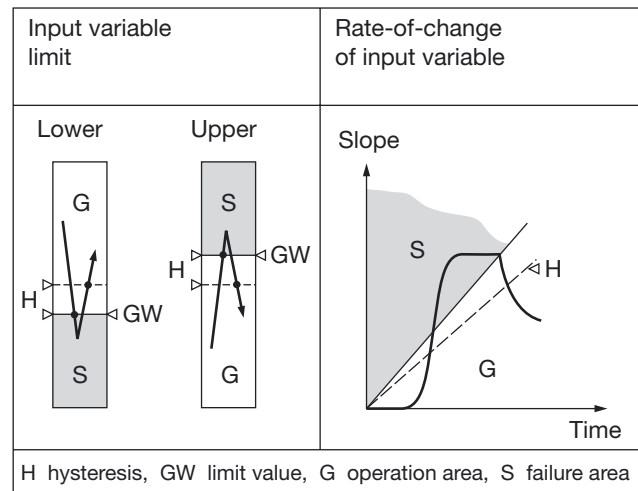 Input variable
limit
Rate-of-change
of input variable
Lower
Upper
G
S
H
GW
S
S
H
GW
G
Slope
S
H
G
Time
H hysteresis, GW limit value, G operation area, S failure area